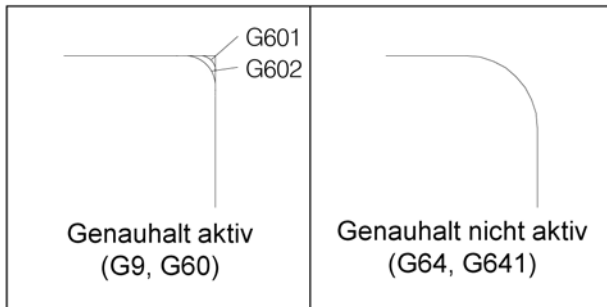 G601
G602
Genauhalt aktiv
(G9, G60)
Genauhalt nicht aktiv
(G64, G641)